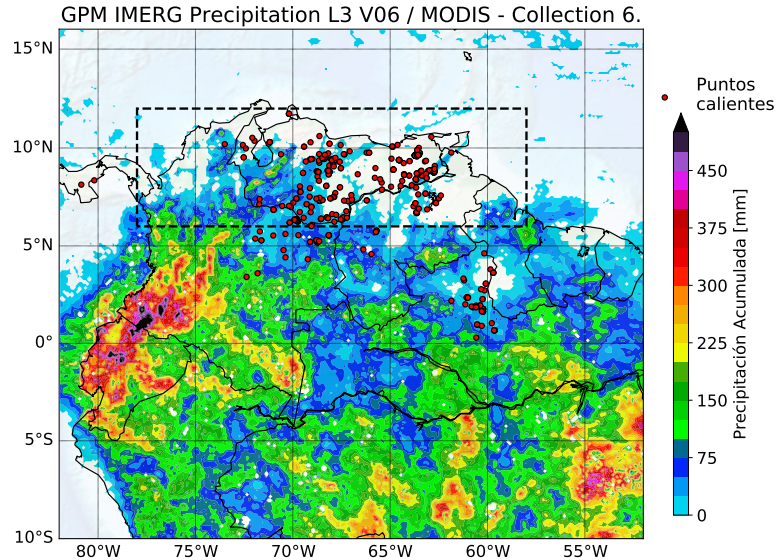 GPM IMERG Precipitation L3 V06 / MODIS - Collection 6.
15°N
10°N
5°N
0°
5°S
10°S
80°W
75°W
70°W
65°W
60°W
55°W
Puntos
calientes
450
375
300
225
150
75
0
Precipitación Acumulada [mm]